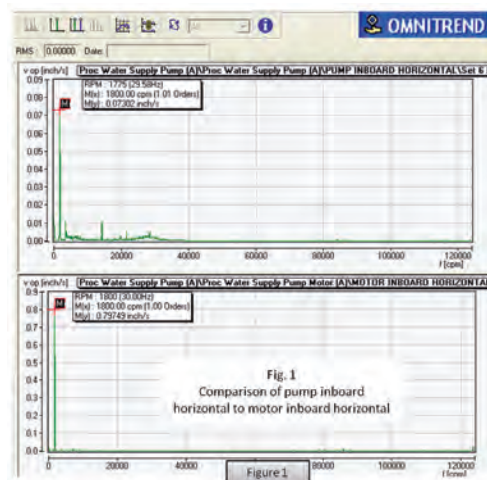 OMNITREND
RMS : 0.00000 Date:
v op [inch/s] Proc Water Supply Pump (A)\Proc Water Supply Pump (A)\PUMP INBOARD HORIZONTAL\Set 6
0.09
RPM : 1775 (29.58Hz)
M(x) : 1800.00 cpm (1.01 Orders)
M(y) : 0.07302 inch/s
0.08
M
0.07
0.06
0.05
0.04
0.03
0.02
0.01
0.00
0 20000 40000 60000 80000 100000 120000
f [cpm]
v op [inch/s] Proc Water Supply Pump (A)\Proc Water Supply Pump Motor (A)\MOTOR INBOARD HORIZONTAL
0.9
RPM : 1800 (30.00Hz)
M(x) : 1800.00 cpm (1.00 Orders)
M(y) : 0.79749 inch/s
0.8
M
0.7
0.6
0.5
0.4
0.3
0.2
0.1
0.0
Fig. 1
Comparison of pump inboard
horizontal to motor inboard horizontal
0 20000 40000 60000 80000 100000 120000
f [cpm]
Figure 1